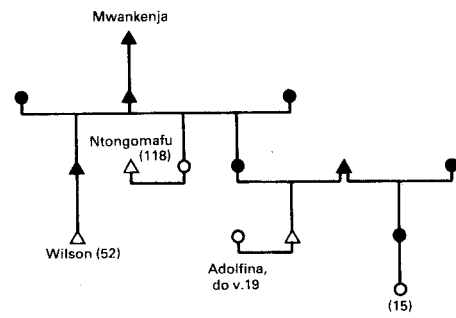 Mwankenja
Ntongomafu
(118)
Wilson (52)
Adolfina,
do v.19
(15)